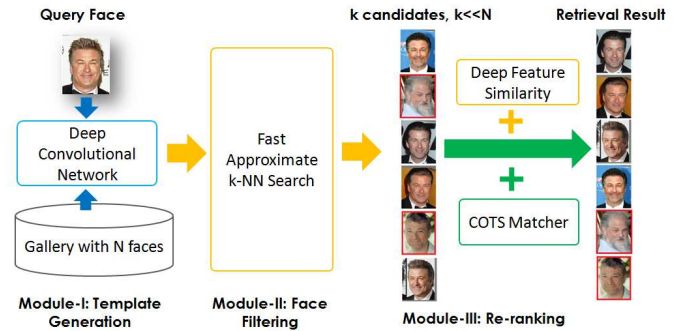 Query Face
k candidates, k<<N
Retrieval Result
Deep
Convolutional
Network
Gallery with N faces
Fast
Approximate
k-NN Search
Deep Feature
Similarity
COTS Matcher
Module-I: Template
Generation
Module-II: Face
Filtering
Module-III: Re-ranking